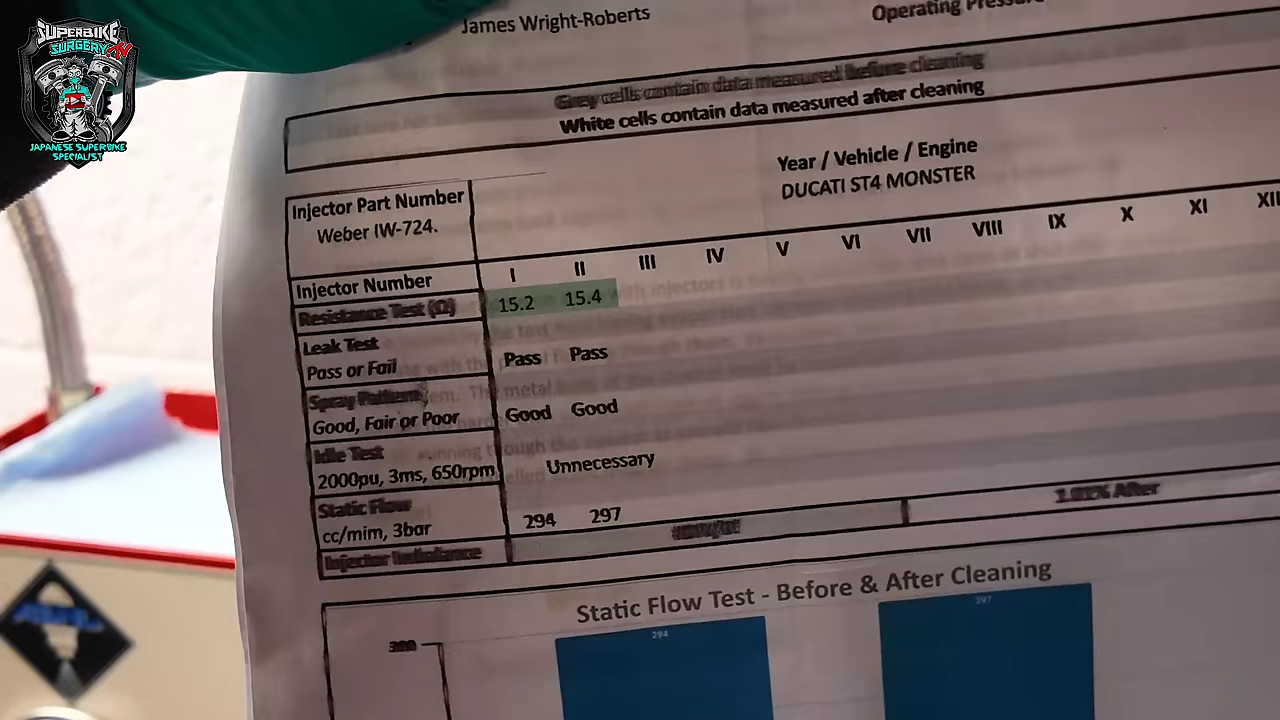 SUPERBIKE
SURGERY TV
JAPANESE SUPERBIKE
SPECIALIST
James Wright-Roberts
Operating Pressure
Grey cells contain data measured Before cleaning
White cells contain data measured after cleaning
Year / Vehicle / Engine
DUCATI ST4 MONSTER
Injector Part Number
Weber IW-724.
Injector Number I II III IV V VI VII VIII IX X XI XII
Resistance Test (Ω) 15.2 15.4
Leak Test
Pass or Fail Pass Pass
Spray Pattern,
Good, Fair or Poor Good Good
Idle Test
2000pu, 3ms, 650rpm Unnecessary
Static Flow
cc/mim, 3bar 294 297
Injector Imbalance 1.01% After
Static Flow Test - Before & After Cleaning
300
294
297